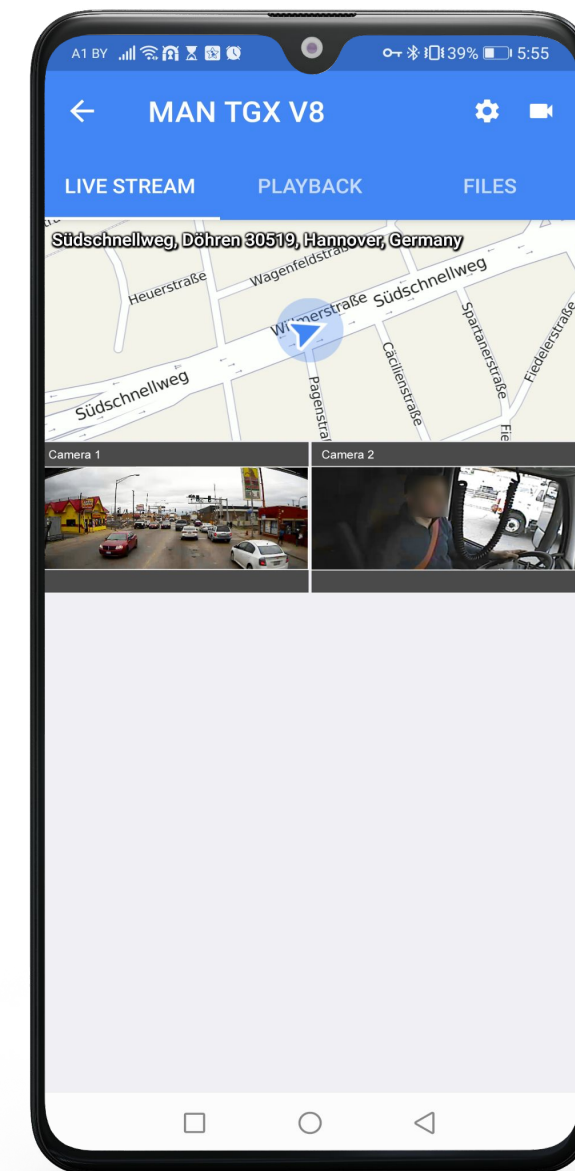 A1 BY
39%
5:55
MAN TGX V8
LIVE STREAM
PLAYBACK
FILES
Südschnellweg, Döhren 30519, Hannover, Germany
Heuerstraße
Südschnellweg
Spartanerstraße
Fiedelerstraße
Cäcilienstraße
Südschnellweg
Fie
Camera 1
Camera 2